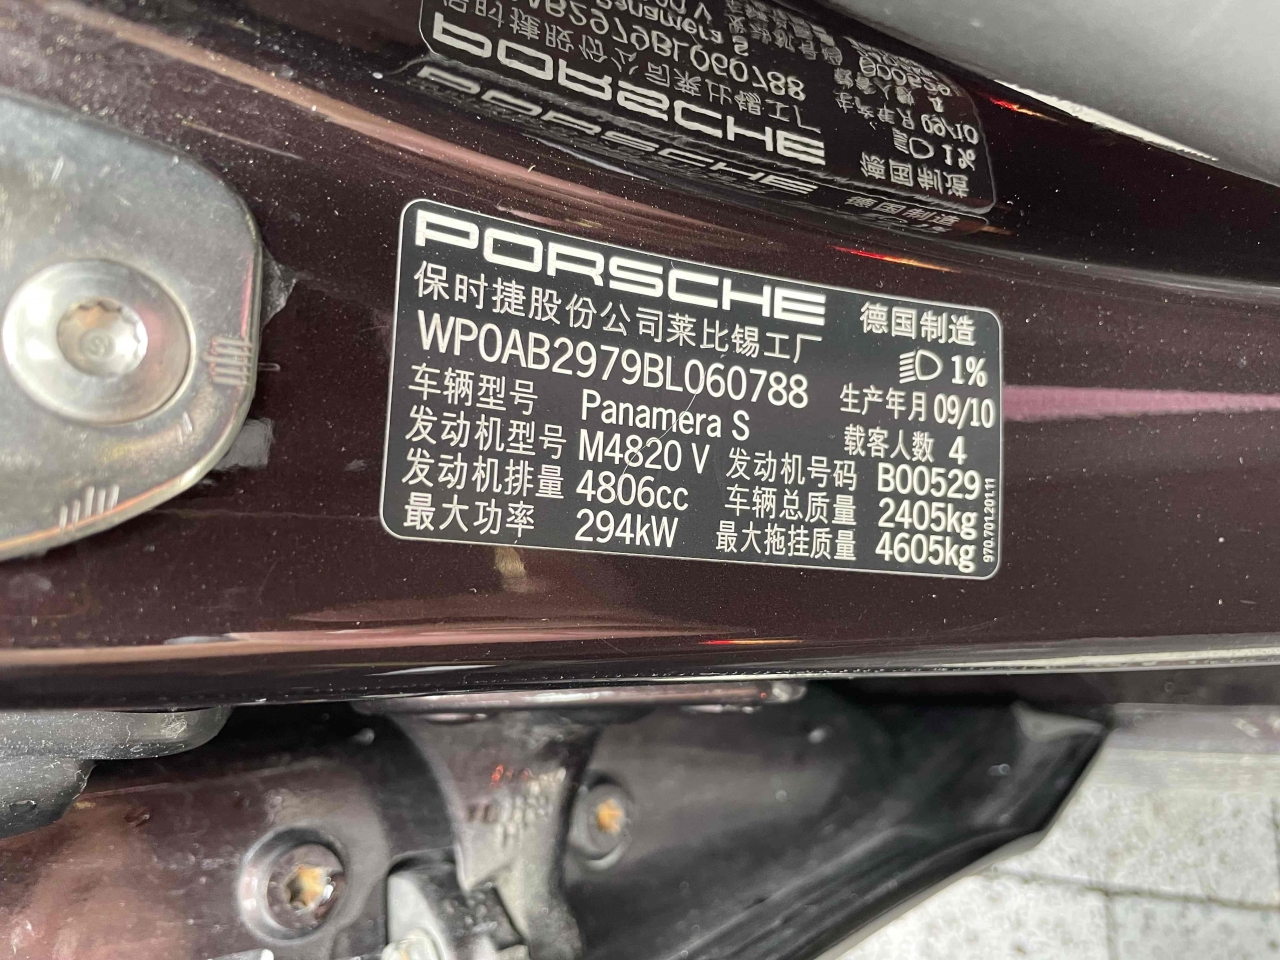 PORSCHE
德国制造
保时捷股份公司莱比锡工厂
1%
WP0AB2979BL060788
生产年月 09/10
车辆型号 Panamera S
载客人数 4
发动机型号 M4820 V 发动机号码 B00529
发动机排量 4806cc 车辆总质量 2405kg
最大功率 294kW 最大拖挂质量 4605kg
970.701.201.11